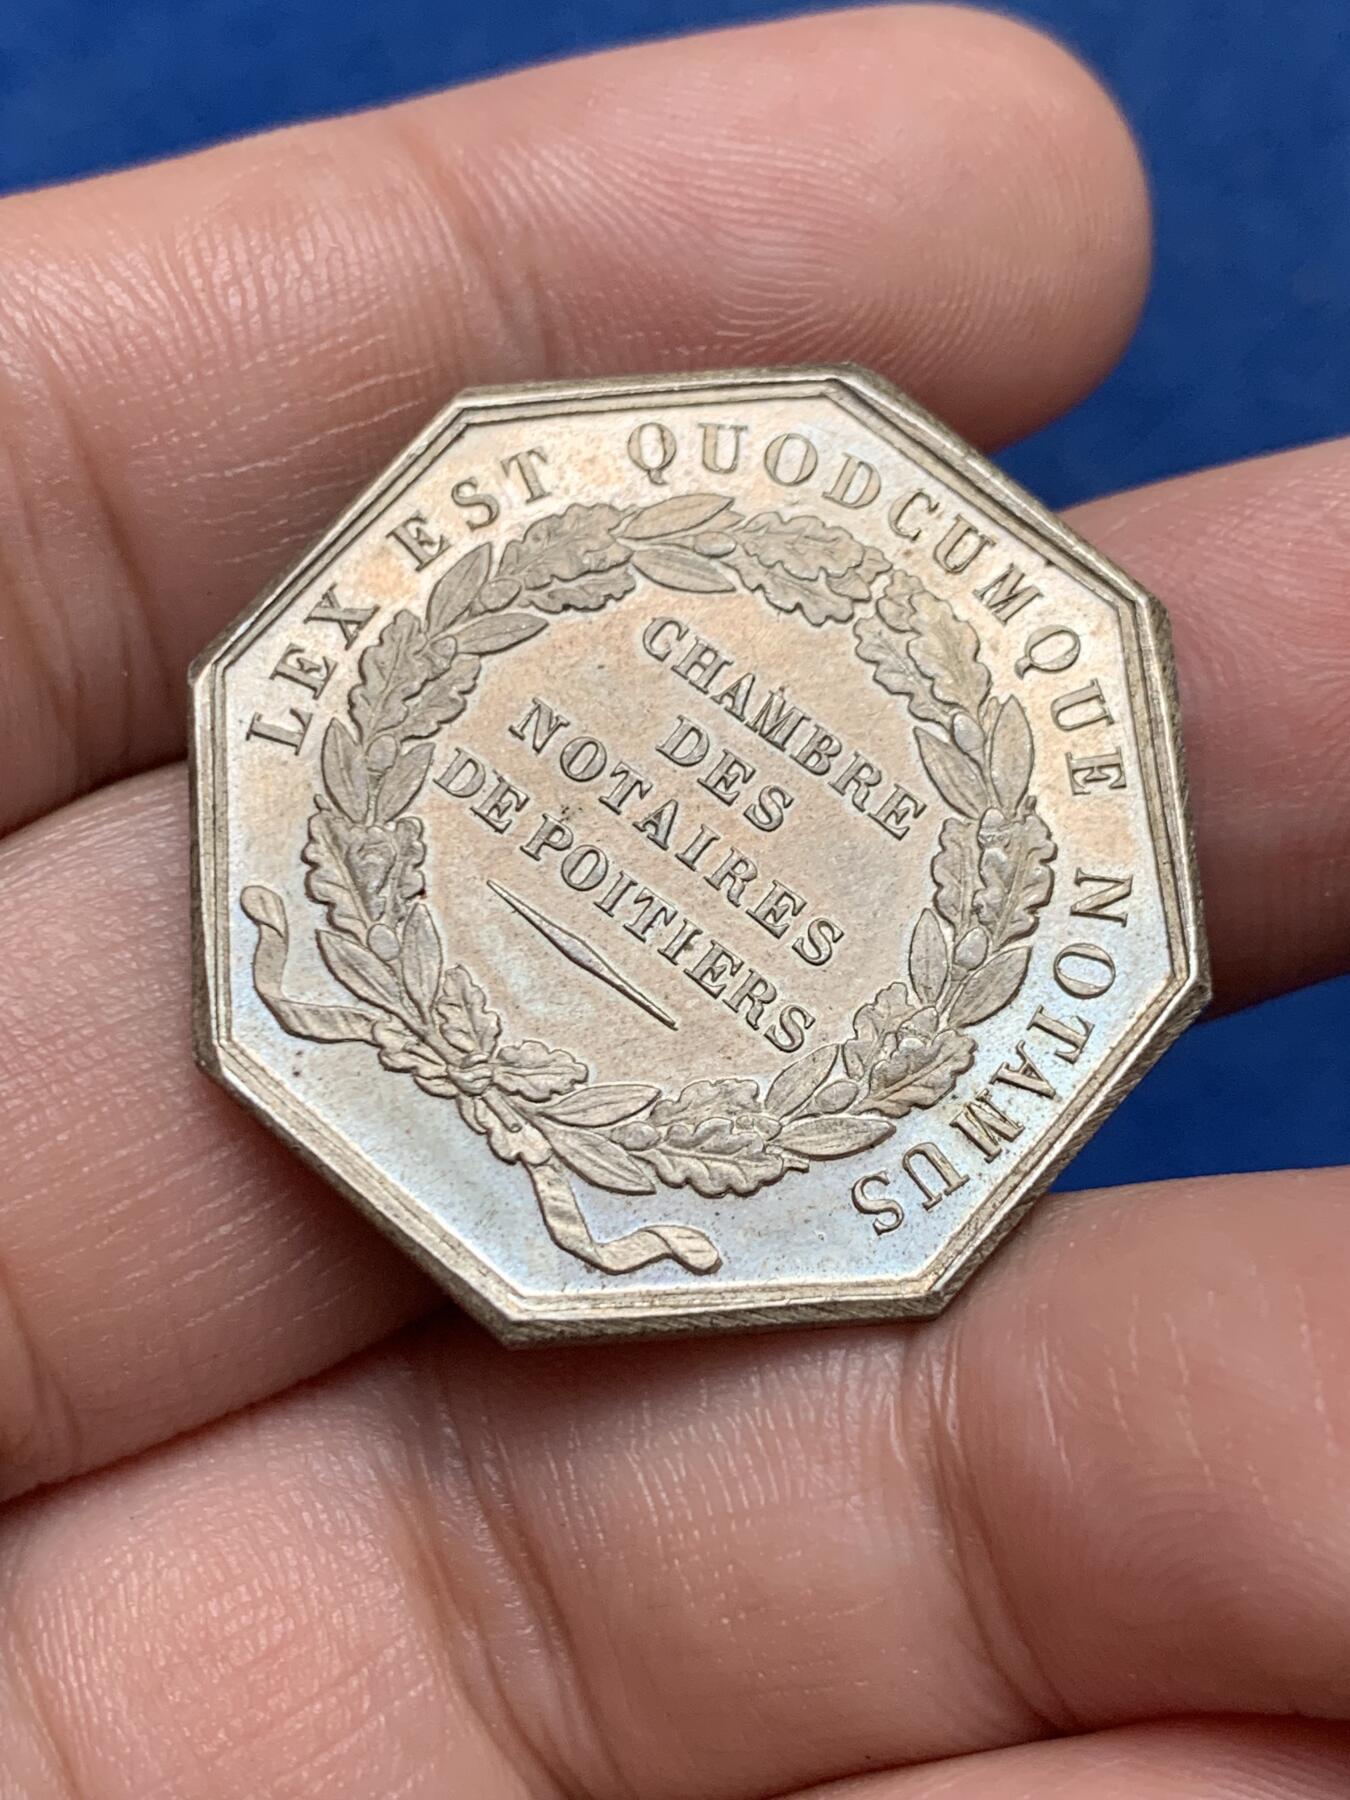 LEX EST QUODCUMQUE NOTAMUS
CHAMBRE
DES
NOTAIRES
DE POITIERS